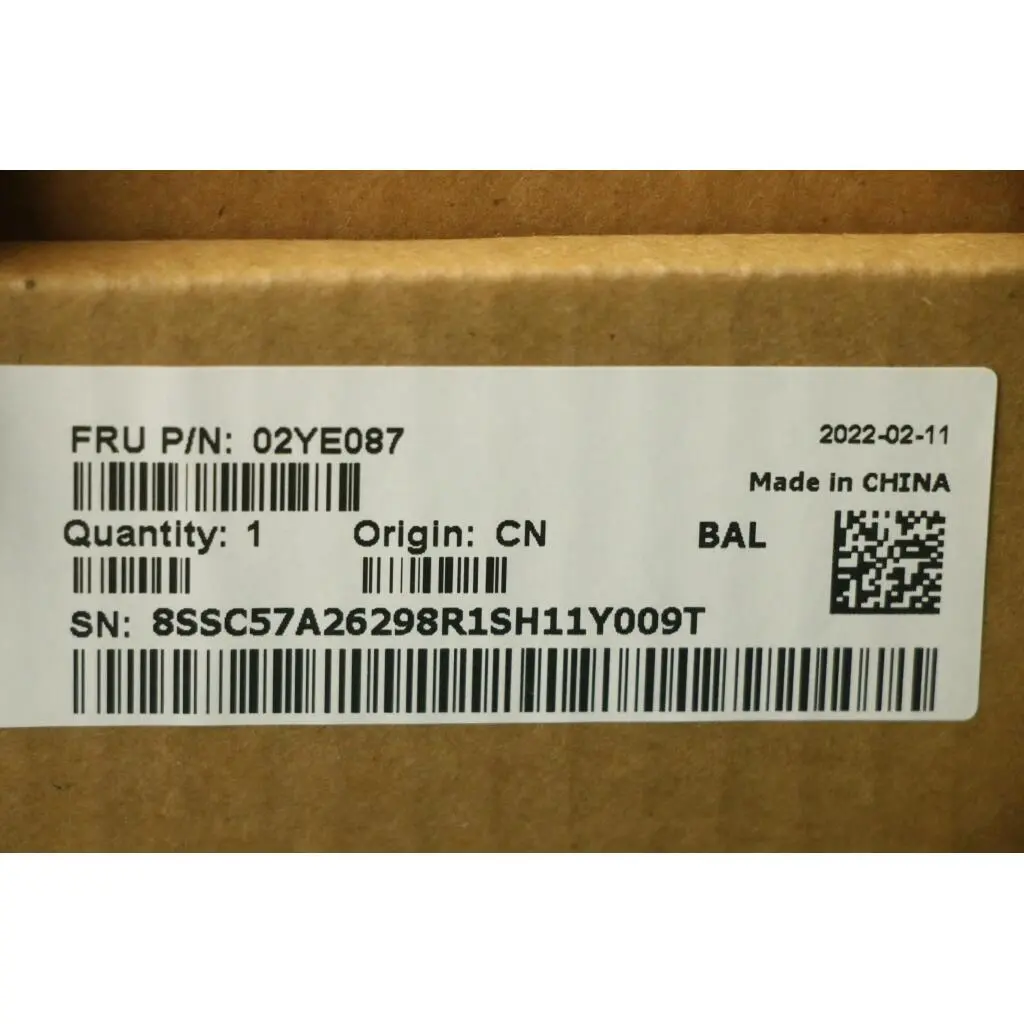 FRU P/N: 02YE087
2022-02-11
Made in CHINA
Quantity: 1 Origin: CN BAL
SN: 8SSC57A26298R1SH11Y009T